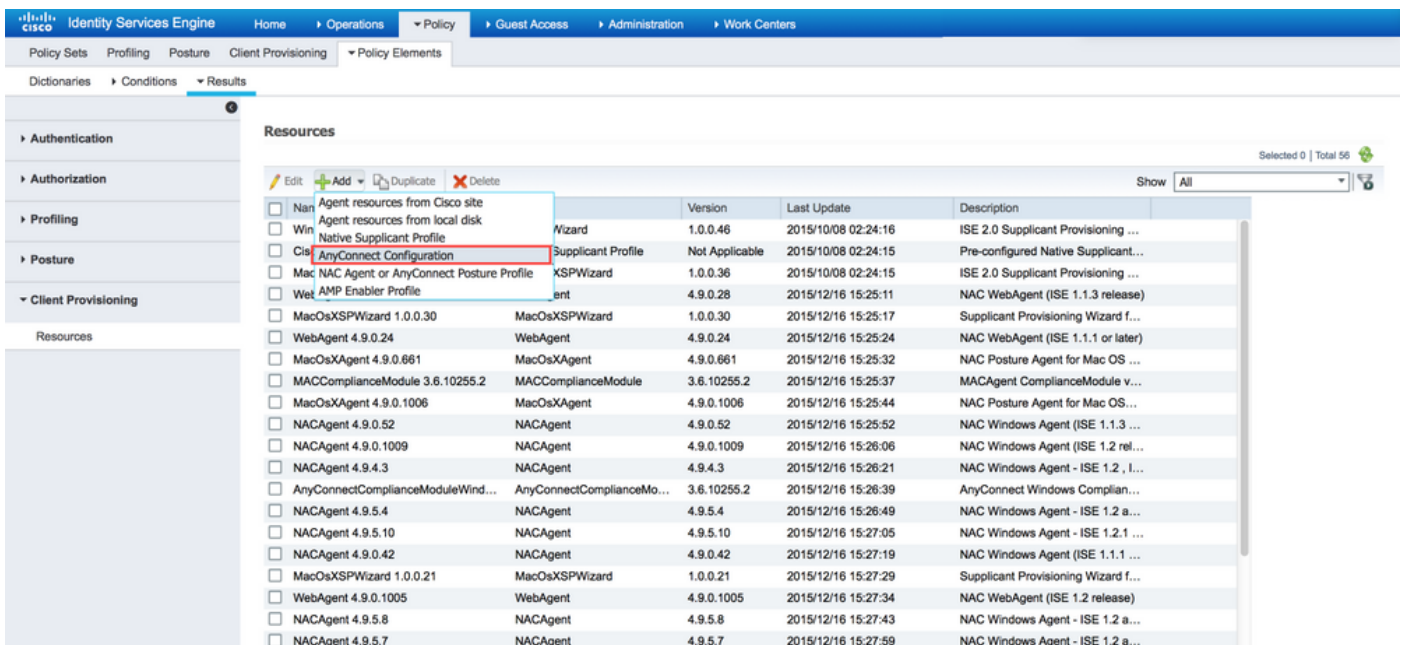 CISCO Identity Services Engine Home Operations Policy Guest Access Administration Work Centers
Policy Sets Profiling Posture Client Provisioning Policy Elements
Dictionaries Conditions Results
Authentication
Authorization
Profiling
Posture
Client Provisioning
Resources
Resources
Selected 0 | Total 56
Edit Add Duplicate Delete Show All
Agent resources from Cisco site
Agent resources from local disk
Native Supplicant Profile
AnyConnect Configuration
NAC Agent or AnyConnect Posture Profile
AMP Enabler Profile
Nam Version Last Update Description
Win Wizard 1.0.0.46 2015/10/08 02:24:16 ISE 2.0 Supplicant Provisioning ...
Cis Supplicant Profile Not Applicable 2015/10/08 02:24:15 Pre-configured Native Supplicant...
Mac XSPWizard 1.0.0.36 2015/10/08 02:24:15 ISE 2.0 Supplicant Provisioning ...
Web ent 4.9.0.28 2015/12/16 15:25:11 NAC WebAgent (ISE 1.1.3 release)
MacOsXSPWizard 1.0.0.30 MacOsXSPWizard 1.0.0.30 2015/12/16 15:25:17 Supplicant Provisioning Wizard f...
WebAgent 4.9.0.24 WebAgent 4.9.0.24 2015/12/16 15:25:24 NAC WebAgent (ISE 1.1.1 or later)
MacOsXAgent 4.9.0.661 MacOsXAgent 4.9.0.661 2015/12/16 15:25:32 NAC Posture Agent for Mac OS ...
MACComplianceModule 3.6.10255.2 MACComplianceModule 3.6.10255.2 2015/12/16 15:25:37 MACAgent ComplianceModule v...
MacOsXAgent 4.9.0.1006 MacOsXAgent 4.9.0.1006 2015/12/16 15:25:44 NAC Posture Agent for Mac OS...
NACAgent 4.9.0.52 NACAgent 4.9.0.52 2015/12/16 15:25:52 NAC Windows Agent (ISE 1.1.3 ...
NACAgent 4.9.0.1009 NACAgent 4.9.0.1009 2015/12/16 15:26:06 NAC Windows Agent (ISE 1.2 rel...
NACAgent 4.9.4.3 NACAgent 4.9.4.3 2015/12/16 15:26:21 NAC Windows Agent - ISE 1.2 , I...
AnyConnectComplianceModuleWind... AnyConnectComplianceMo... 3.6.10255.2 2015/12/16 15:26:39 AnyConnect Windows Complian...
NACAgent 4.9.5.4 NACAgent 4.9.5.4 2015/12/16 15:26:49 NAC Windows Agent - ISE 1.2 a...
NACAgent 4.9.5.10 NACAgent 4.9.5.10 2015/12/16 15:27:05 NAC Windows Agent - ISE 1.2.1 ...
NACAgent 4.9.0.42 NACAgent 4.9.0.42 2015/12/16 15:27:19 NAC Windows Agent (ISE 1.1.1 ...
MacOsXSPWizard 1.0.0.21 MacOsXSPWizard 1.0.0.21 2015/12/16 15:27:29 Supplicant Provisioning Wizard f...
WebAgent 4.9.0.1005 WebAgent 4.9.0.1005 2015/12/16 15:27:34 NAC WebAgent (ISE 1.2 release)
NACAgent 4.9.5.8 NACAgent 4.9.5.8 2015/12/16 15:27:43 NAC Windows Agent - ISE 1.2 a...
NACAgent 4.9.5.7 NACAgent 4.9.5.7 2015/12/16 15:27:59 NAC Windows Agent - ISE 1.2 a...